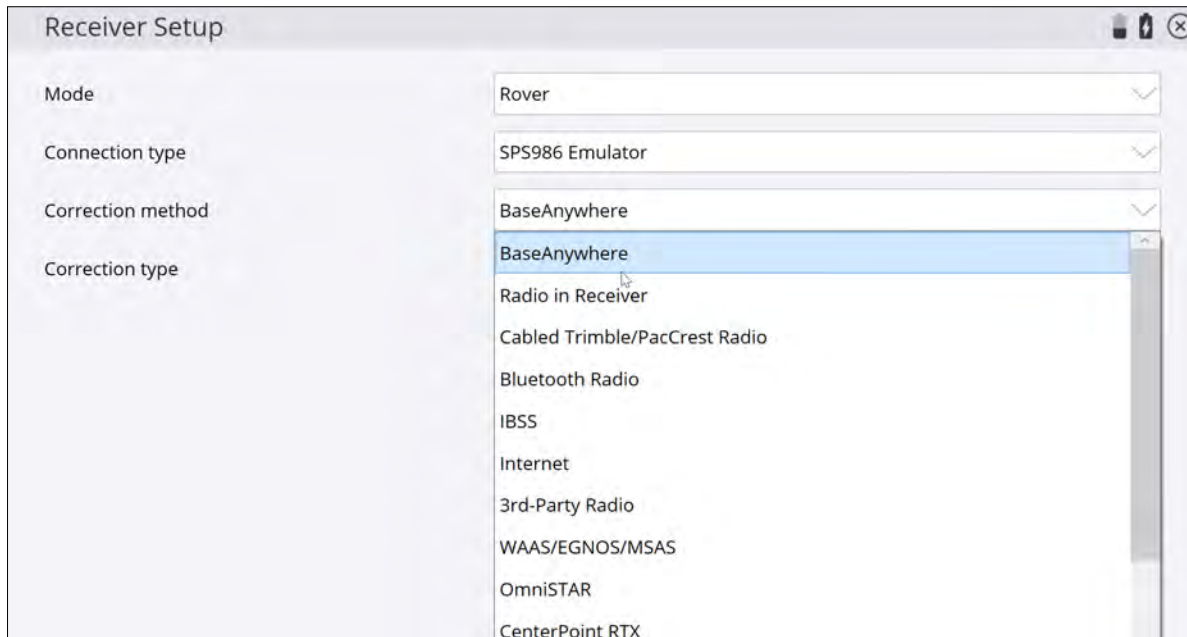 Receiver Setup
Mode
Rover
Connection type
SPS986 Emulator
Correction method
BaseAnywhere
Correction type
BaseAnywhere
Radio in Receiver
Cabled Trimble/PacCrest Radio
Bluetooth Radio
IBSS
Internet
3rd-Party Radio
WAAS/EGNOS/MSAS
OmniSTAR
CenterPoint RTX